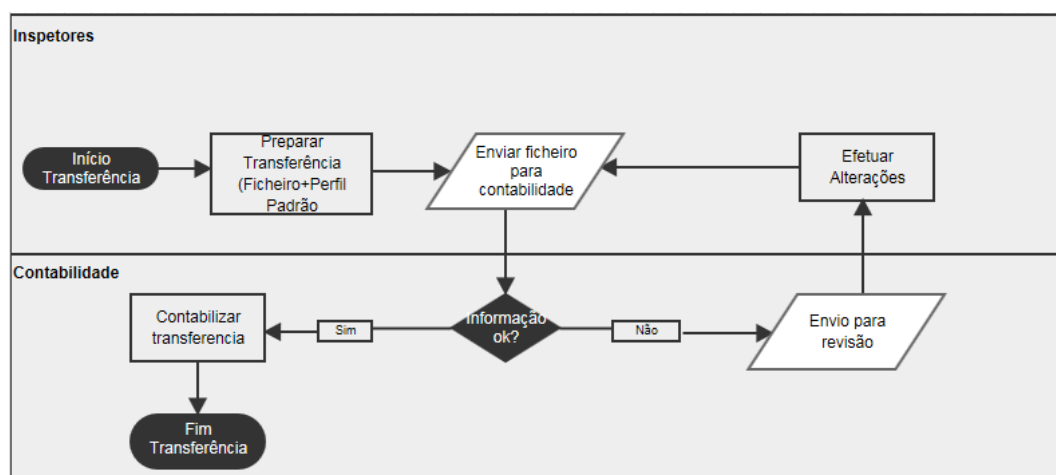 Inspetores
Início
Transferência
Preparar
Transferência
(Ficheiro+Perfil
Padrão
Enviar ficheiro
para
contabilidade
Efetuar
Alterações
Contabilidade
Contabilizar
transferencia
Sim
Informação
ok?
Não
Envio para
revisão
Fim
Transferência